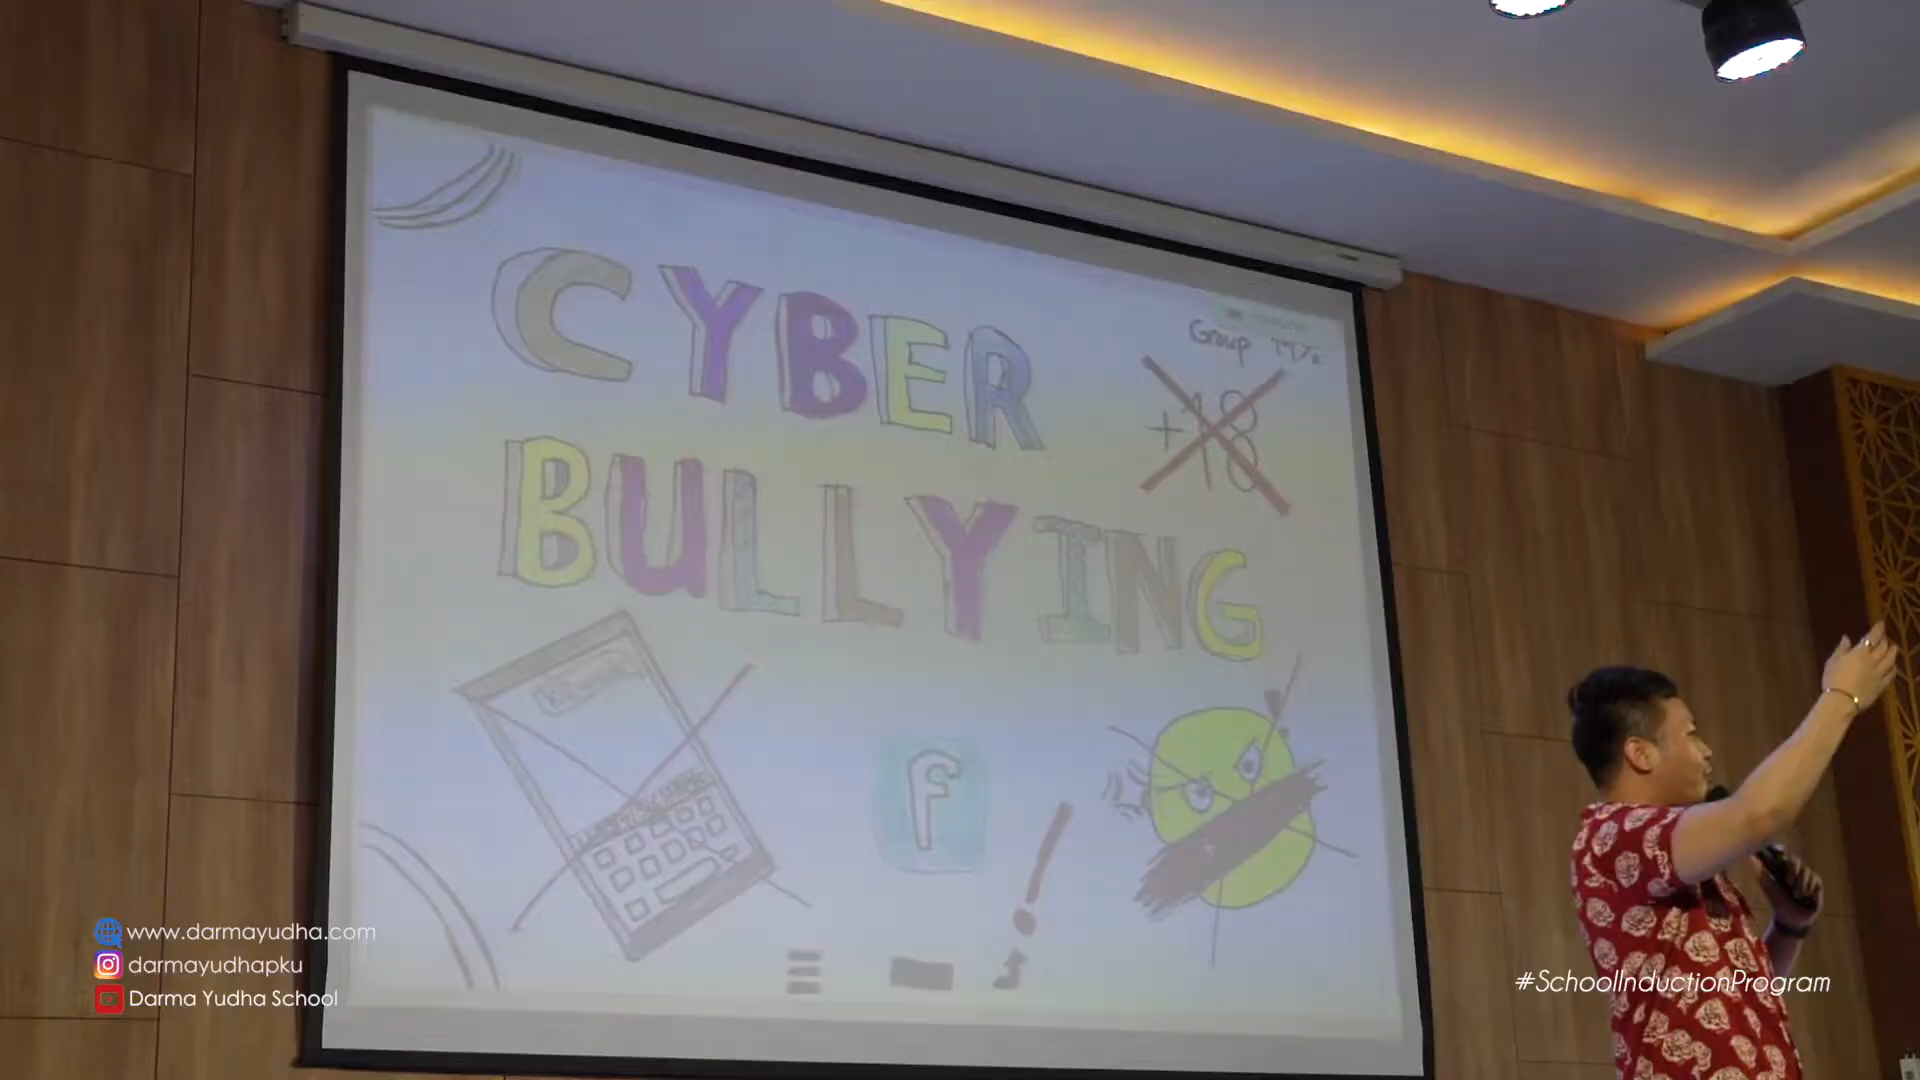 CYBER
BULLYING
Group
+18
F
www.darmayudha.com
darmayudhapku
Darma Yudha School
#SchoolInductionProgram